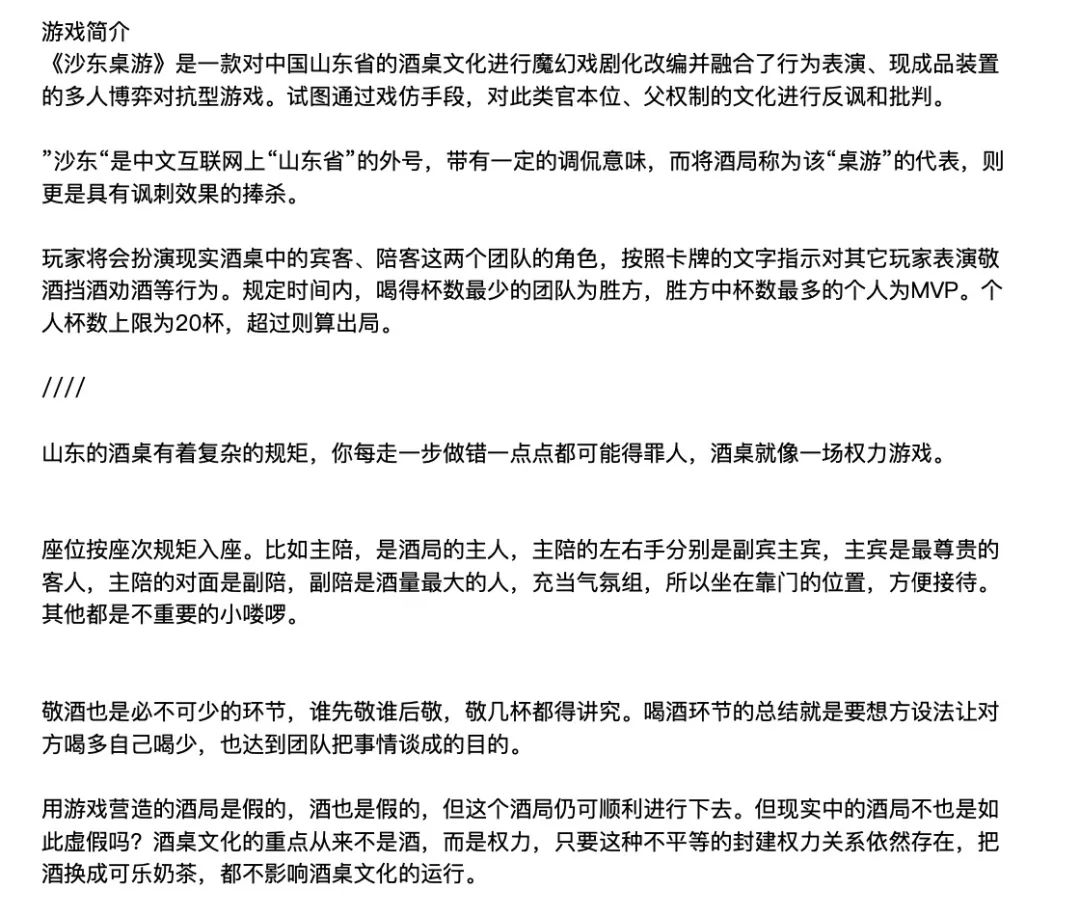 游戏简介
《沙东桌游》是一款对中国山东省的酒桌文化进行魔幻戏剧化改编并融合了行为表演、现成品装置
的多人博弈对抗型游戏。试图通过戏仿手段，对此类官本位、父权制的文化进行反讽和批判。
”沙东“是中文互联网上“山东省”的外号，带有一定的调侃意味，而将酒局称为该“桌游”的代表，则
更是具有讽刺效果的捧杀。
玩家将会扮演现实酒桌中的宾客、陪客这两个团队的角色，按照卡牌的文字指示对其它玩家表演敬
酒挡酒劝酒等行为。规定时间内，喝得杯数最少的团队为胜方，胜方中杯数最多的个人为MVP。个
人杯数上限为20杯，超过则算出局。
////
山东的酒桌有着复杂的规矩，你每走一步做错一点点都可能得罪人，酒桌就像一场权力游戏。
座位按座次规矩入座。比如主陪，是酒局的主人，主陪的左右手分别是副宾主宾，主宾是最尊贵的
客人，主陪的对面是副陪，副陪是酒量最大的人，充当气氛组，所以坐在靠门的位置，方便接待。
其他都是不重要的小喽啰。
敬酒也是必不可少的环节，谁先敬谁后敬，敬几杯都得讲究。喝酒环节的总结就是要想方设法让对
方喝多自己喝少，也达到团队把事情谈成的目的。
用游戏营造的酒局是假的，酒也是假的，但这个酒局仍可顺利进行下去。但现实中的酒局不也是如
此虚假吗？酒桌文化的重点从来不是酒，而是权力，只要这种不平等的封建权力关系依然存在，把
酒换成可乐奶茶，都不影响酒桌文化的运行。